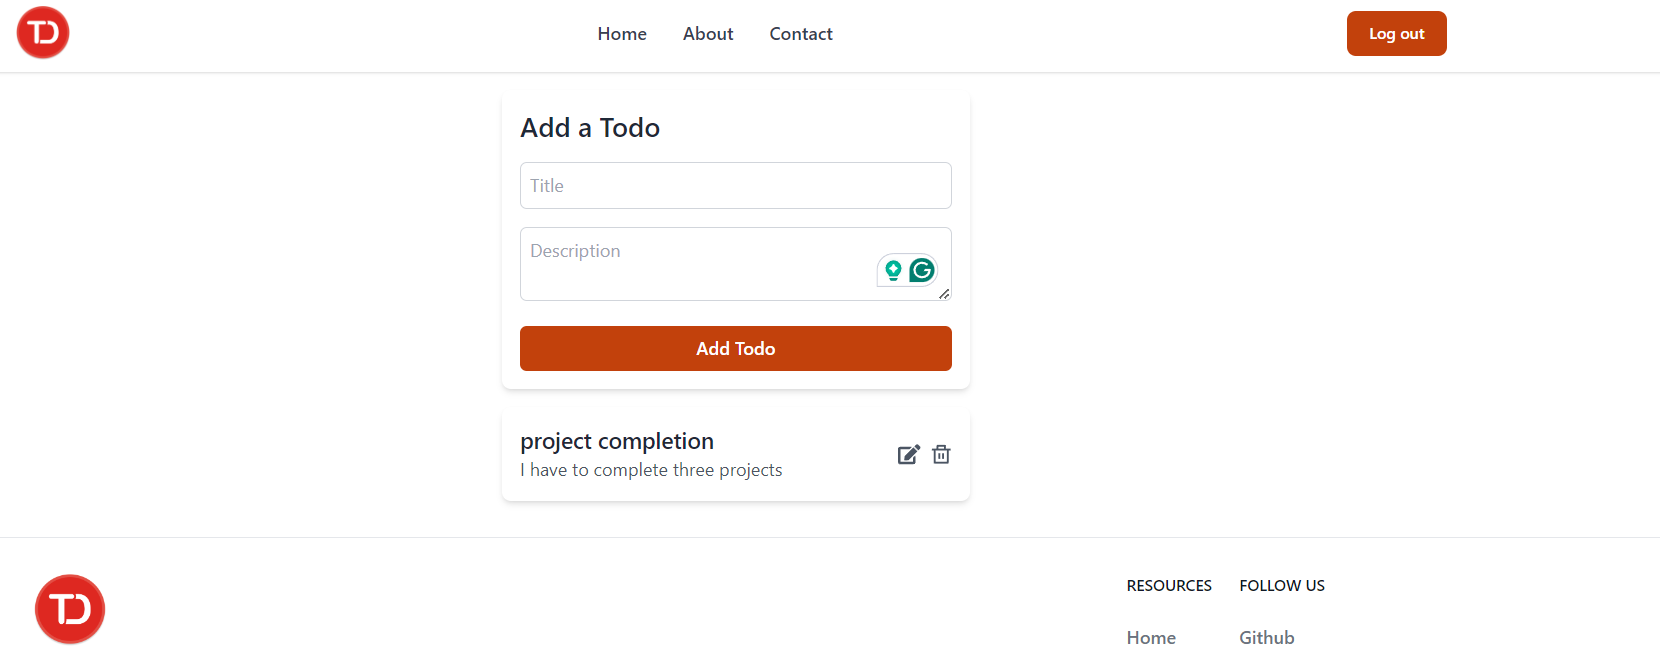 TD
Home About Contact Log out
Add a Todo
Title
Description
Add Todo
project completion
I have to complete three projects
TD
RESOURCES FOLLOW US
Home Github